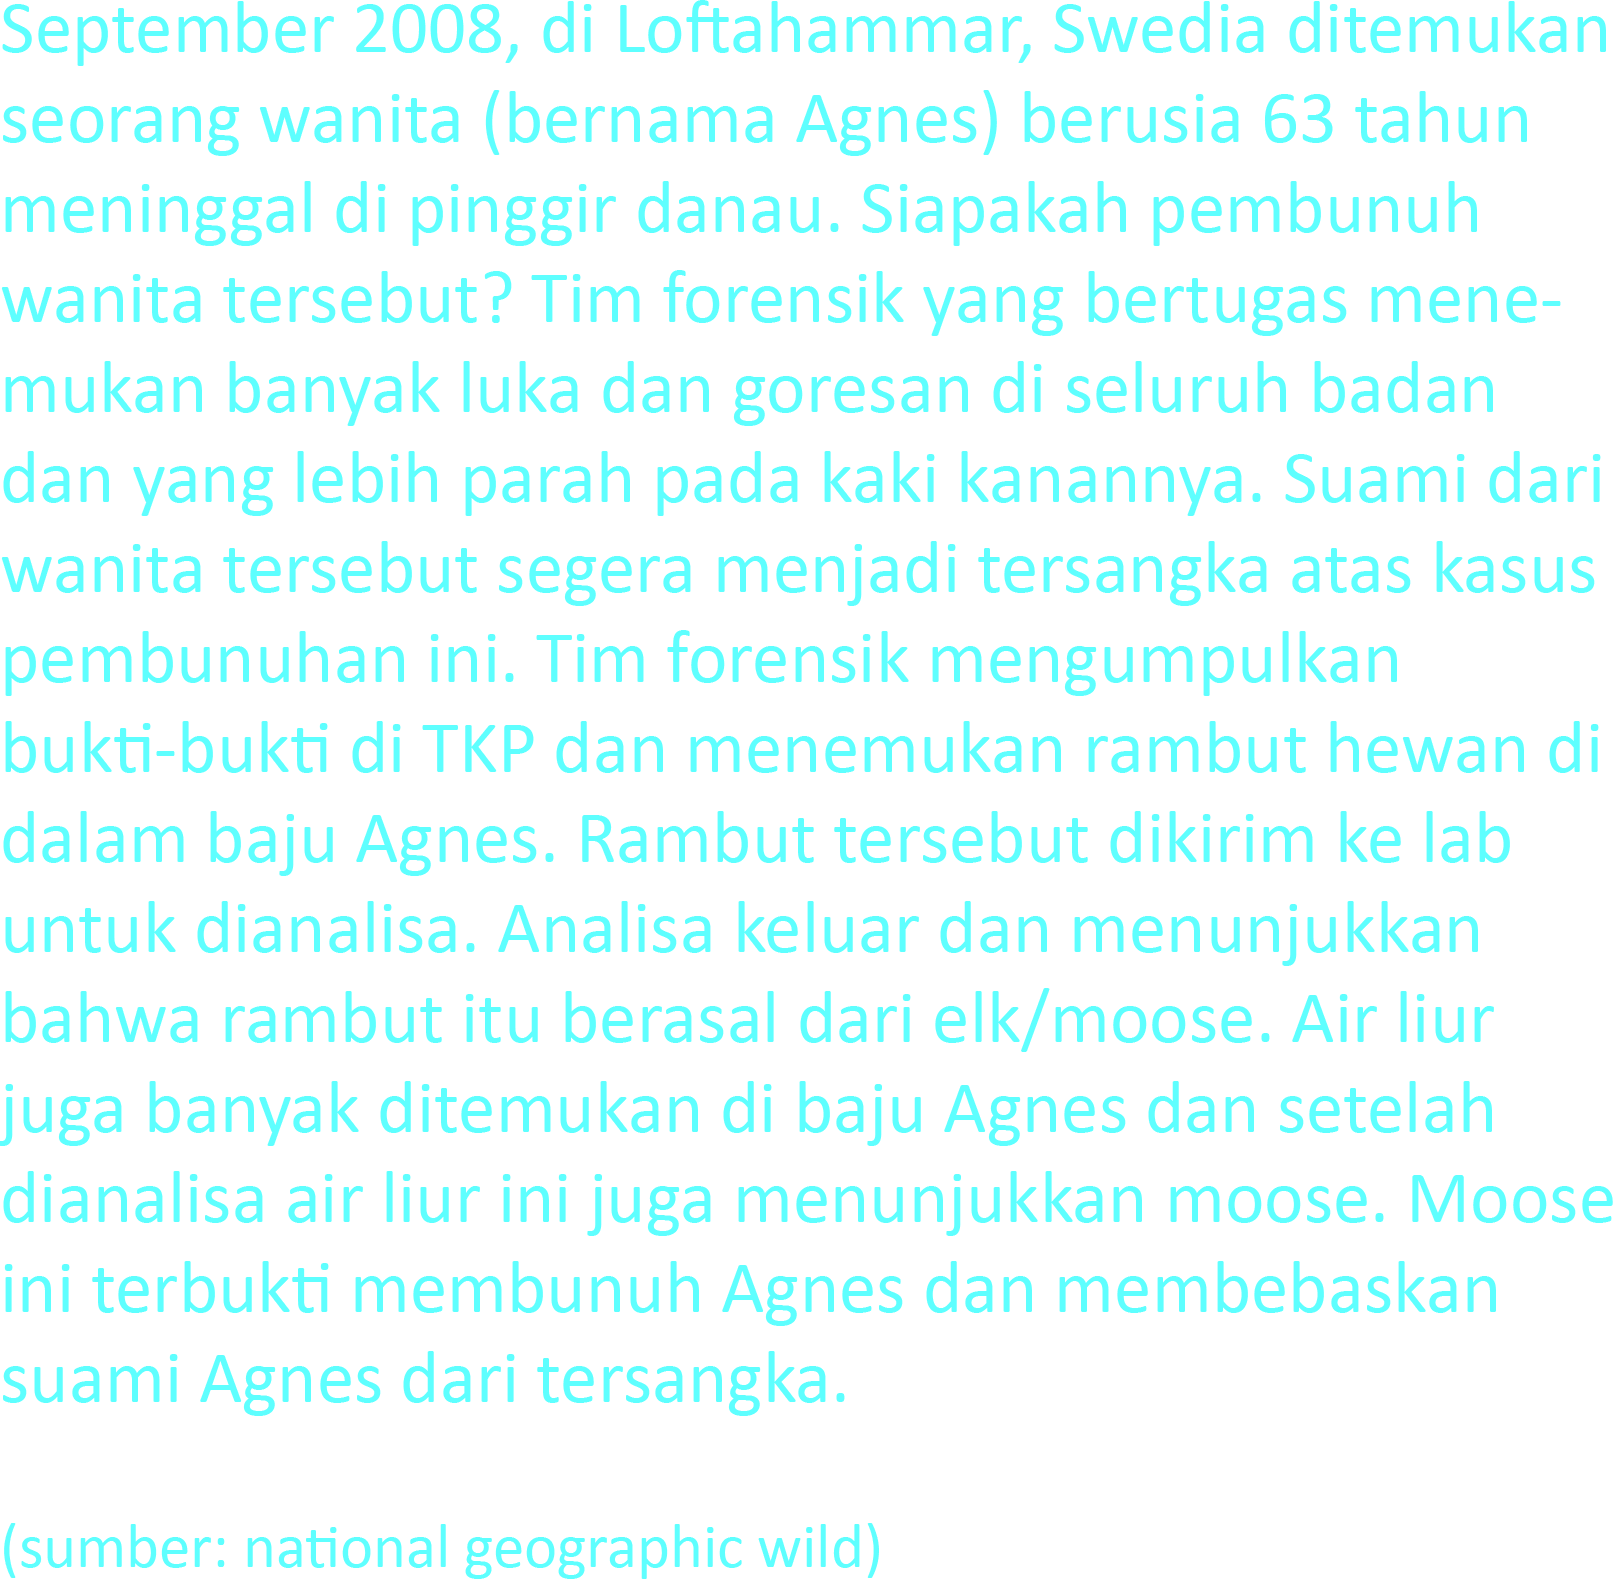 September 2008, di Loftahammar, Swedia ditemukan
seorang wanita (bernama Agnes) berusia 63 tahun
meninggal di pinggir danau. Siapakah pembunuh
wanita tersebut? Tim forensik yang bertugas mene-
mukan banyak luka dan goresan di seluruh badan
dan yang lebih parah pada kaki kanannya. Suami dari
wanita tersebut segera menjadi tersangka atas kasus
pembunuhan ini. Tim forensik mengumpulkan
bukti-bukti di TKP dan menemukan rambut hewan di
dalam baju Agnes. Rambut tersebut dikirim ke lab
untuk dianalisa. Analisa keluar dan menunjukkan
bahwa rambut itu berasal dari elk/moose. Air liur
juga banyak ditemukan di baju Agnes dan setelah
dianalisa air liur ini juga menunjukkan moose. Moose
ini terbukti membunuh Agnes dan membebaskan
suami Agnes dari tersangka.
(sumber: national geographic wild)